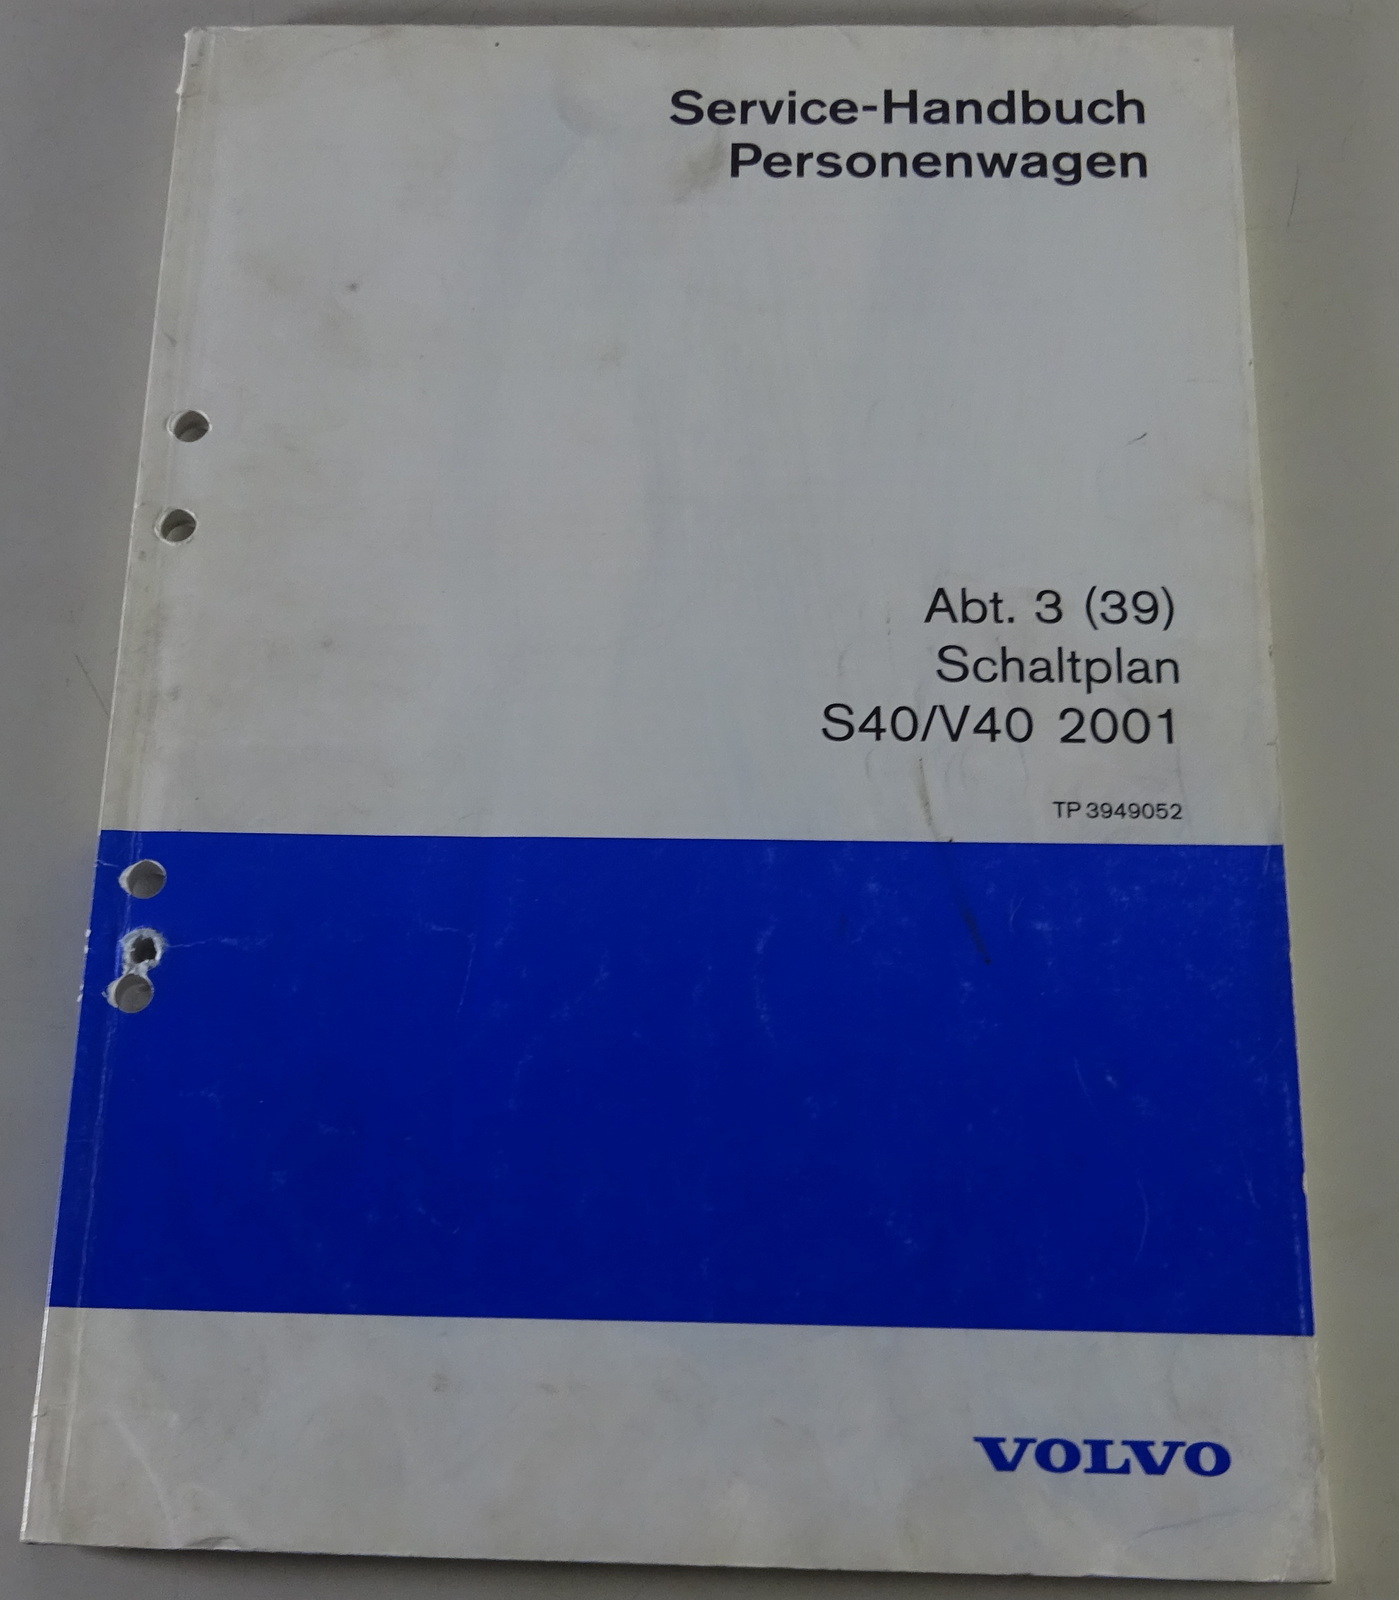 Service-Handbuch
Personenwagen
Abt. 3 (39)
Schaltplan
S40/V40 2001
TP 3949052
VOLVO